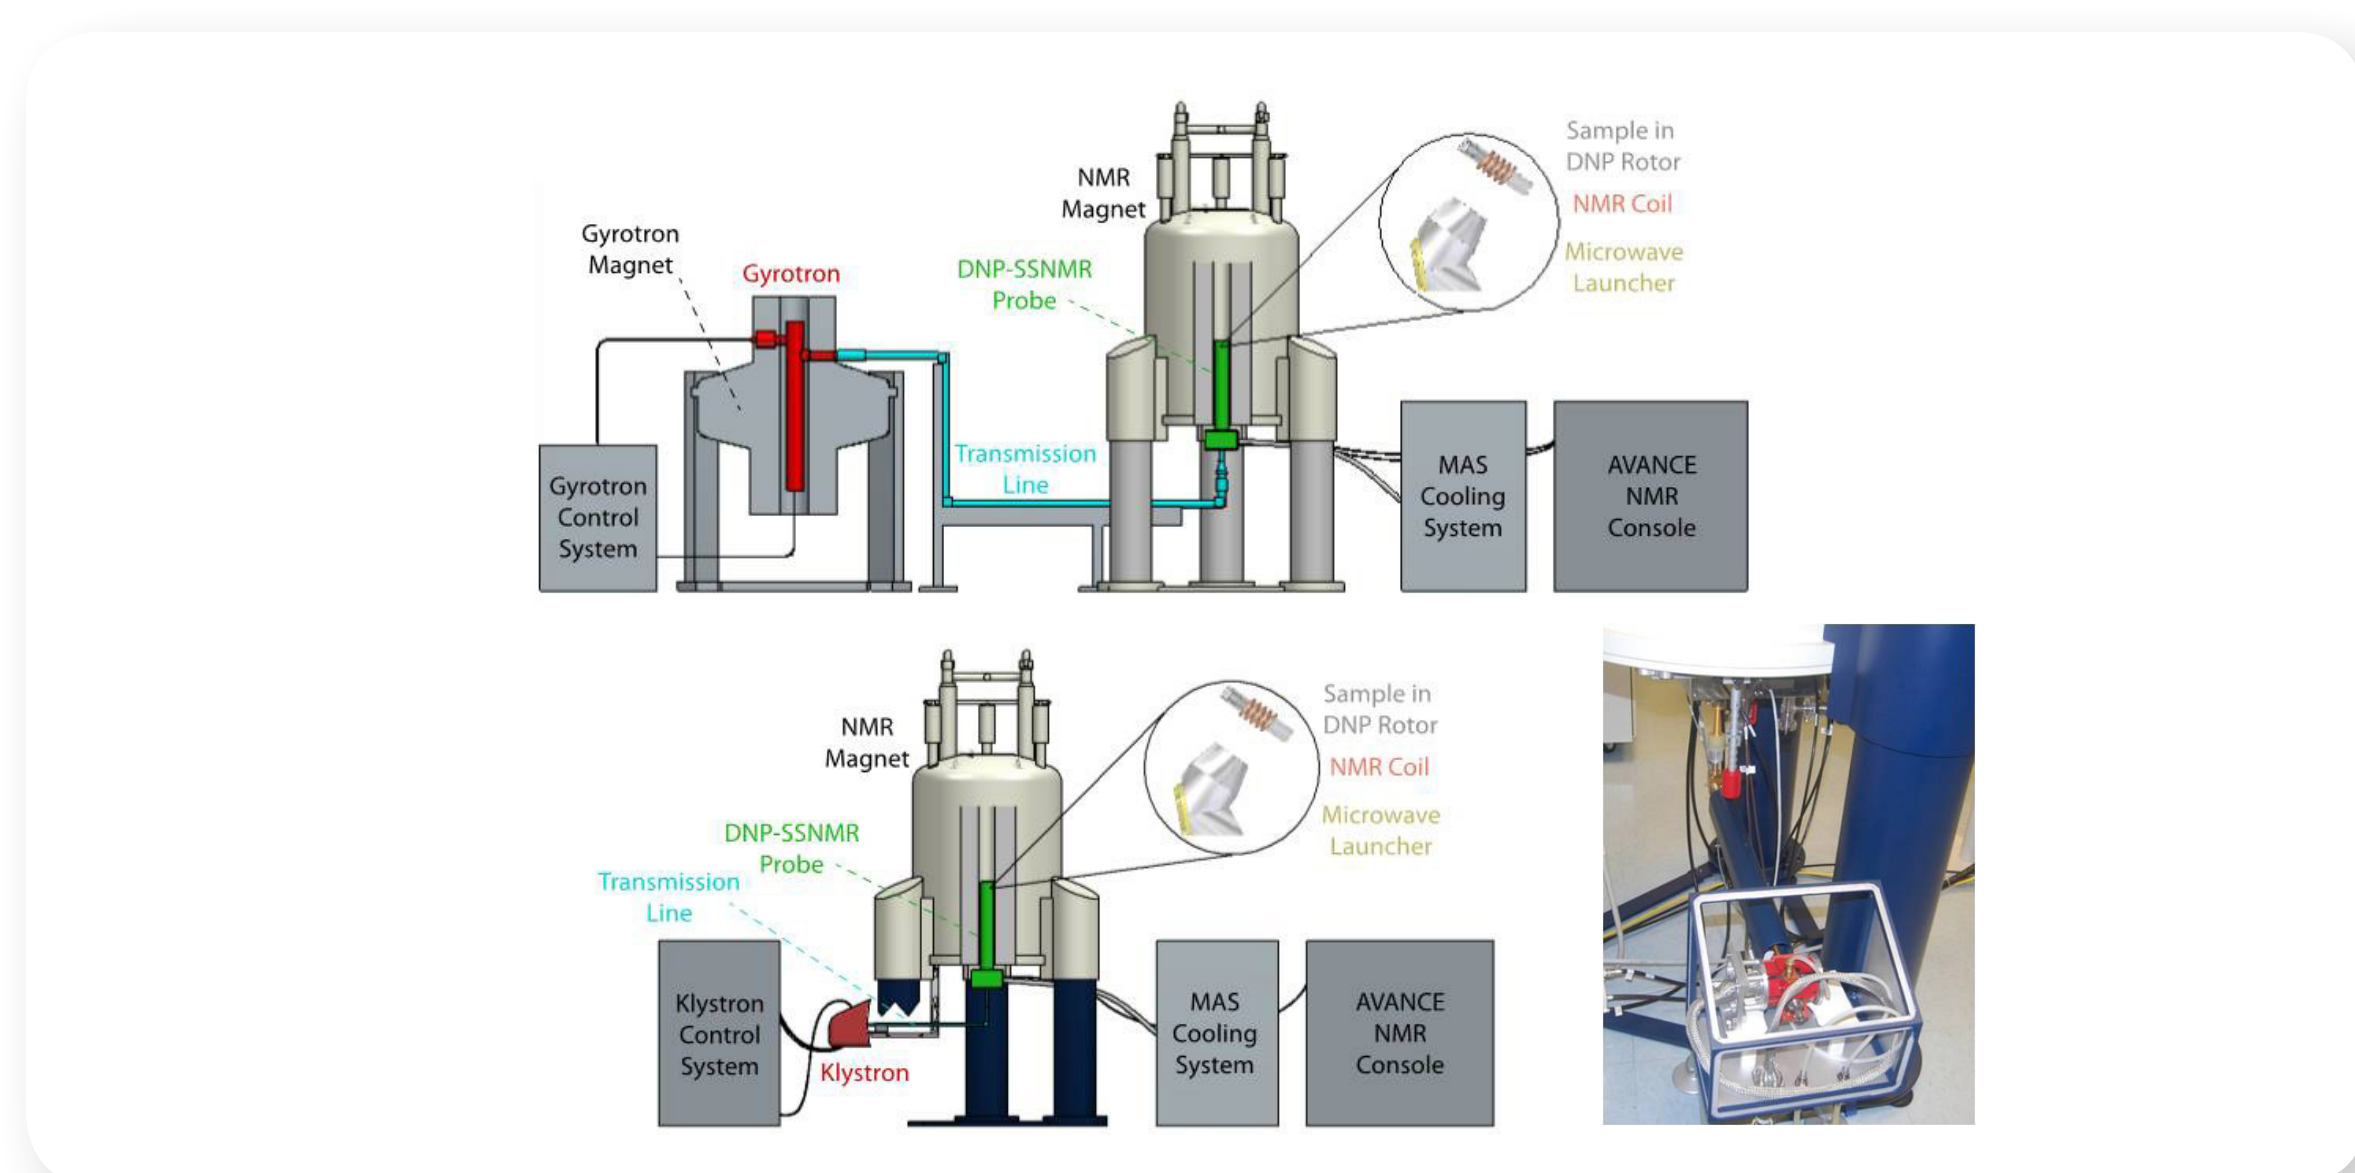 Sample in
DNP Rotor
NMR
Magnet
NMR Coil
Gyrotron
Magnet
Microwave
Launcher
Gyrotron
DNP-SSNMR
Probe
Transmission
Line
Gyrotron
Control
System
MAS
Cooling
System
AVANCE
NMR
Console
Sample in
DNP Rotor
NMR
Magnet
NMR Coil
Microwave
Launcher
DNP-SSNMR
Probe
Transmission
Line
Klystron
Control
System
Klystron
MAS
Cooling
System
AVANCE
NMR
Console